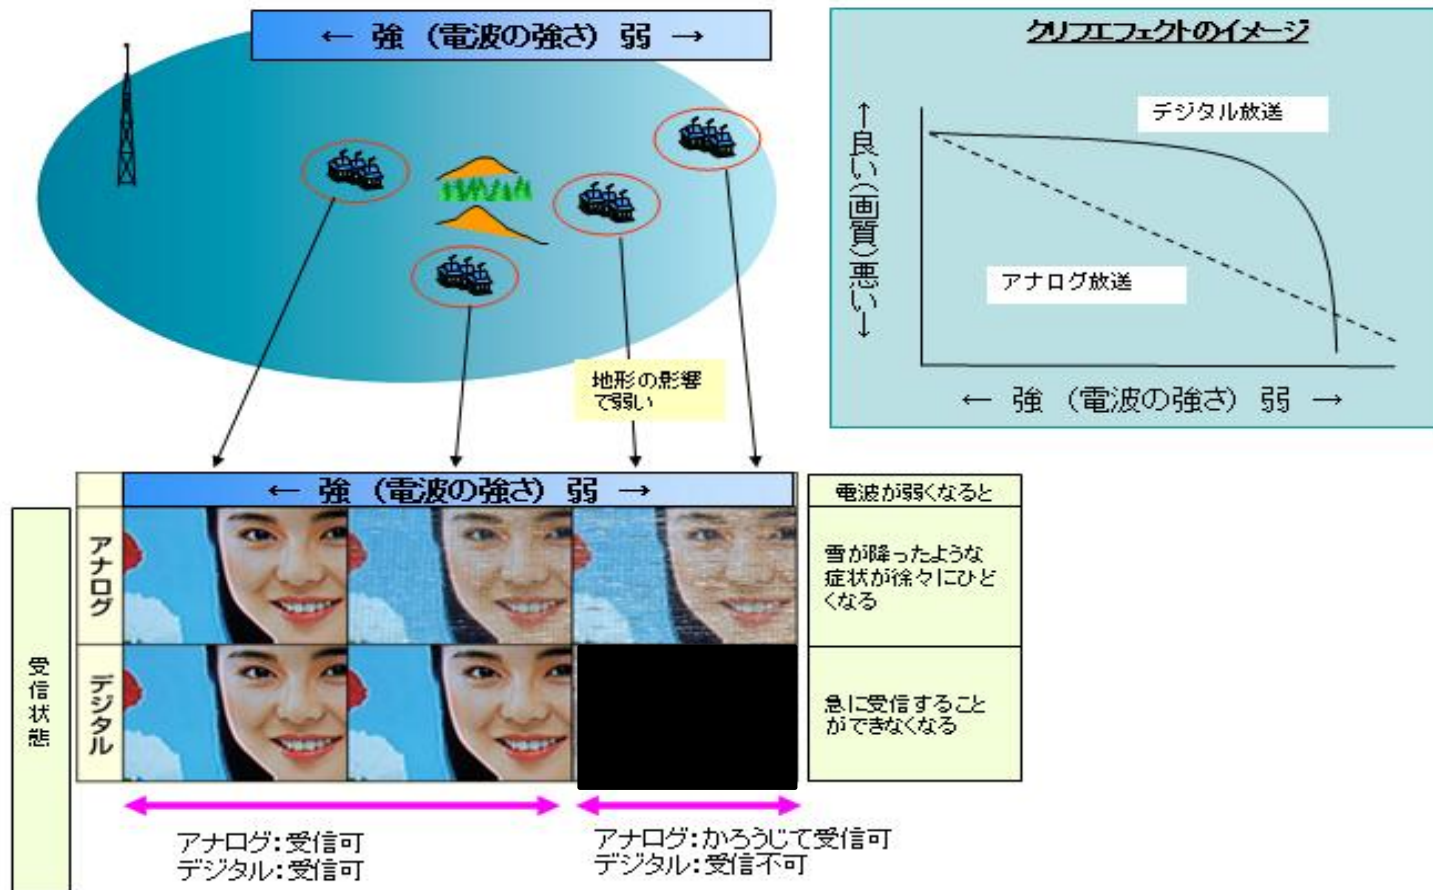 ← 強 (電波の強さ) 弱 →
クリフエフェクトのイメージ
デジタル放送
←良い(画質)悪い→
アナログ放送
← 強 (電波の強さ) 弱 →
地形の影響
で弱い
← 強 (電波の強さ) 弱 →
電波が弱くなると
受信状態
アナログ
雪が降ったような
症状が徐々にひど
くなる
デジタル
急に受信すること
ができなくなる
アナログ:受信可
デジタル:受信可
アナログ:かろうじて受信可
デジタル:受信不可